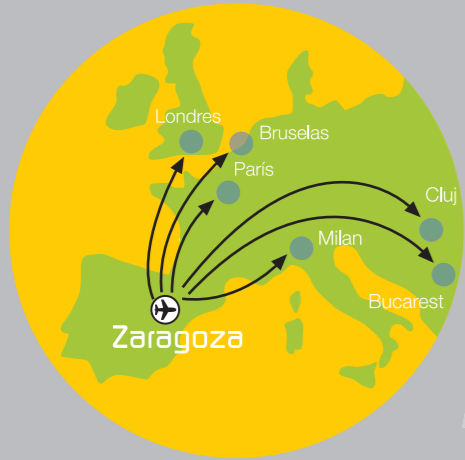 Londres
Bruselas
París
Cluj
Milan
Bucarest
Zaragoza